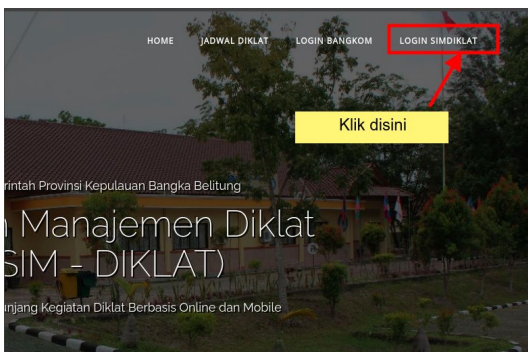 HOME JADWAL DIKLAT LOGIN BANGKOM LOGIN SIMDIKLAT
Klik disini
rintah Provinsi Kepulauan Bangka Belitung
Manajemen Diklat
SIM - DIKLAT)
unjang Kegiatan Diklat Berbasis Online dan Mobile